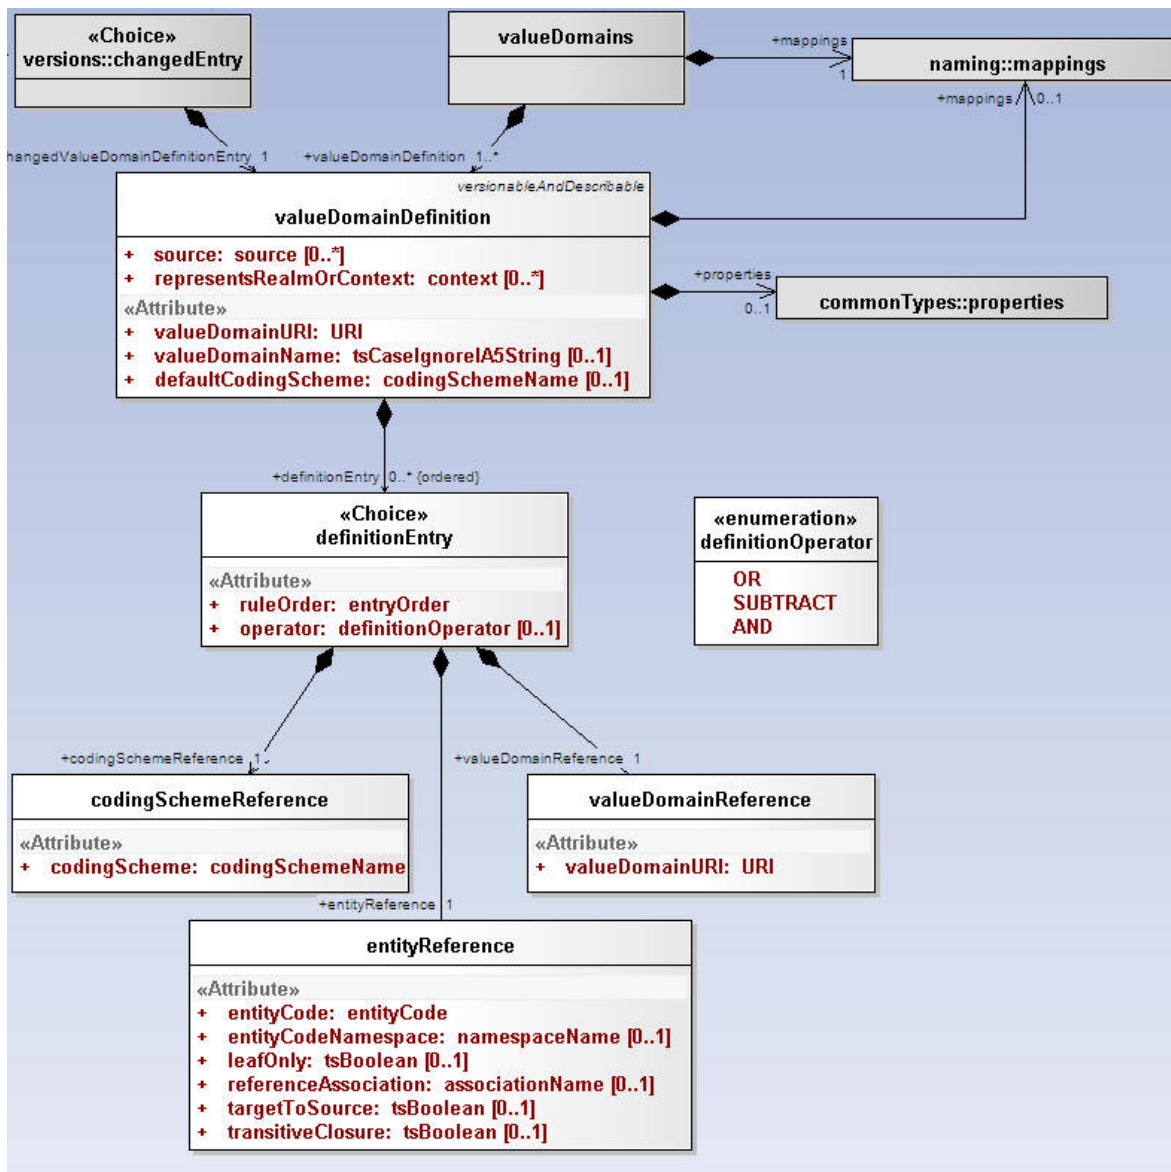 «Choice»
versions::changedEntry
valueDomains
+mappings
1
naming::mappings
+mappings 0..1
hangedValueDomainDefinitionEntry 1
+valueDomainDefinition 1..*
versionableAndDescribable
valueDomainDefinition
+ source: source [0..*]
+ representsRealmOrContext: context [0..*]
«Attribute»
+ valueDomainURI: URI
+ valueDomainName: tsCaseIgnoreIA5String [0..1]
+ defaultCodingScheme: codingSchemeName [0..1]
+properties
0..1
commonTypes::properties
+definitionEntry 0..* {ordered}
«Choice»
definitionEntry
«Attribute»
+ ruleOrder: entryOrder
+ operator: definitionOperator [0..1]
«enumeration»
definitionOperator
OR
SUBTRACT
AND
+codingSchemeReference 1
+valueDomainReference 1
codingSchemeReference
«Attribute»
+ codingScheme: codingSchemeName
valueDomainReference
«Attribute»
+ valueDomainURI: URI
+entityReference 1
entityReference
«Attribute»
+ entityCode: entityCode
+ entityCodeNamespace: namespaceName [0..1]
+ leafOnly: tsBoolean [0..1]
+ referenceAssociation: associationName [0..1]
+ targetToSource: tsBoolean [0..1]
+ transitiveClosure: tsBoolean [0..1]